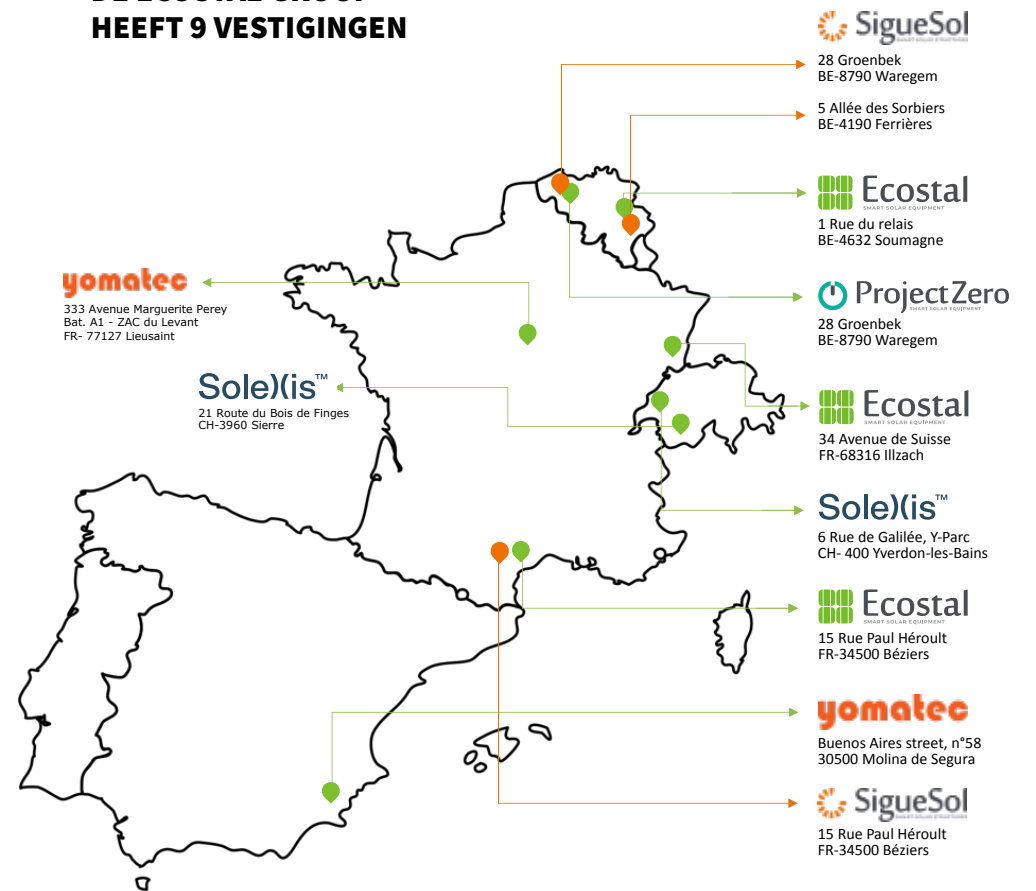 HEEFT 9 VESTIGINGEN
SigueSol
28 Groenbek
BE-8790 Waregem
5 Allée des Sorbiers
BE-4190 Ferrières
Ecostal
SMART SOLAR EQUIPMENT
1 Rue du relais
BE-4632 Soumagne
yomatec
333 Avenue Marguerite Perey
Bat. A1 - ZAC du Levant
FR- 77127 Lieusaint
ProjectZero
SMART SOLAR EQUIPMENT
28 Groenbek
BE-8790 Waregem
Sole)(is™
21 Route du Bois de Finges
CH-3960 Sierre
Ecostal
SMART SOLAR EQUIPMENT
34 Avenue de Suisse
FR-68316 Illzach
Sole)(is™
6 Rue de Galilée, Y-Parc
CH- 400 Yverdon-les-Bains
Ecostal
SMART SOLAR EQUIPMENT
15 Rue Paul Héroult
FR-34500 Béziers
yomatec
Buenos Aires street, n°58
30500 Molina de Segura
SigueSol
15 Rue Paul Héroult
FR-34500 Béziers